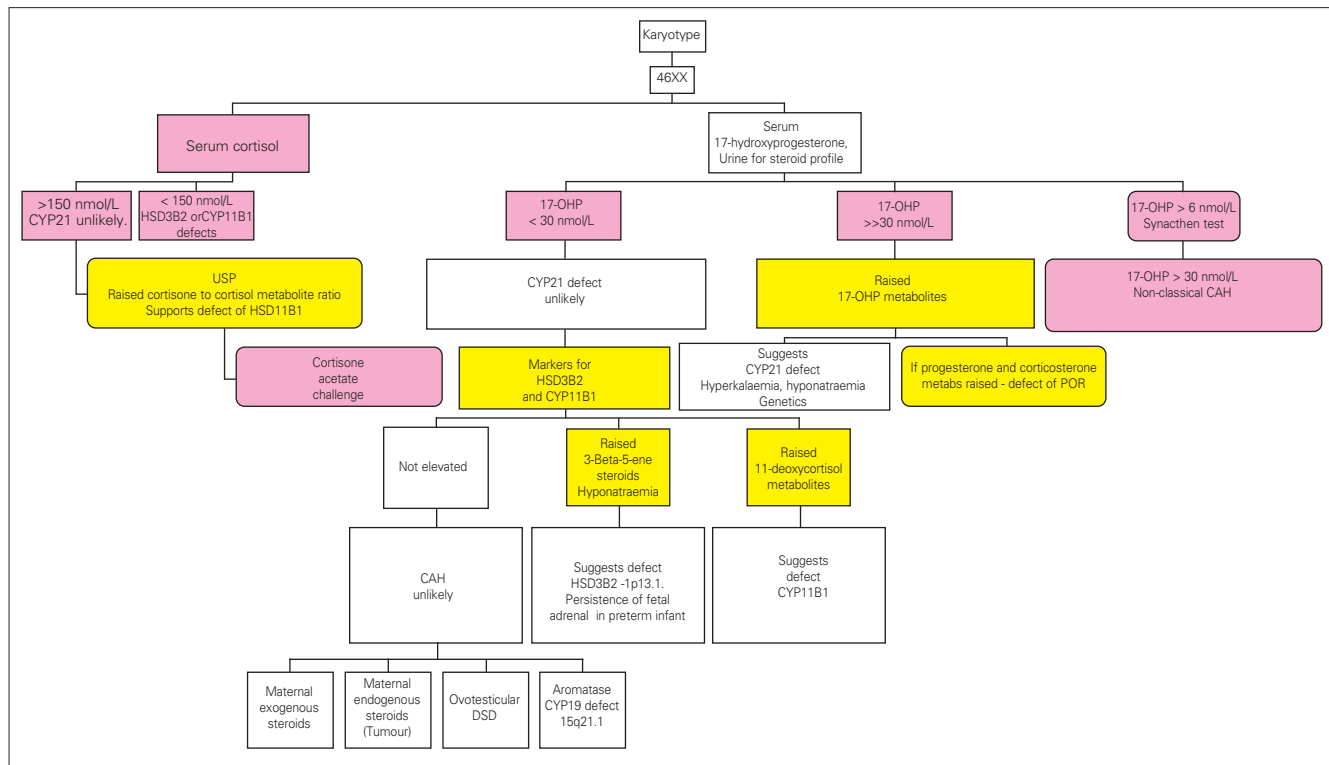 Karyotype
46XX
Serum cortisol
Serum
17-hydroxyprogesterone,
Urine for steroid profile
>150 nmol/L
CYP21 unlikely.
< 150 nmol/L
HSD3B2 orCYP11B1
defects
17-OHP
< 30 nmol/L
17-OHP
>>30 nmol/L
17-OHP > 6 nmol/L
Synacthen test
USP
Raised cortisone to cortisol metabolite ratio
Supports defect of HSD11B1
CYP21 defect
unlikely
Raised
17-OHP metabolites
17-OHP > 30 nmol/L
Non-classical CAH
Cortisone
acetate
challenge
Markers for
HSD3B2
and CYP11B1
Suggests
CYP21 defect
Hyperkalaemia, hyponatraemia
Genetics
If progesterone and corticosterone
metabs raised - defect of POR
Not elevated
Raised
3-Beta-5-ene
steroids
Hyponatraemia
Raised
11-deoxycortisol
metabolites
CAH
unlikely
Suggests defect
HSD3B2 -1p13.1.
Persistence of fetal
adrenal in preterm infant
Suggests
defect
CYP11B1
Maternal
exogenous
steroids
Maternal
endogenous
steroids
(Tumour)
Ovotesticular
DSD
Aromatase
CYP19 defect
15q21.1